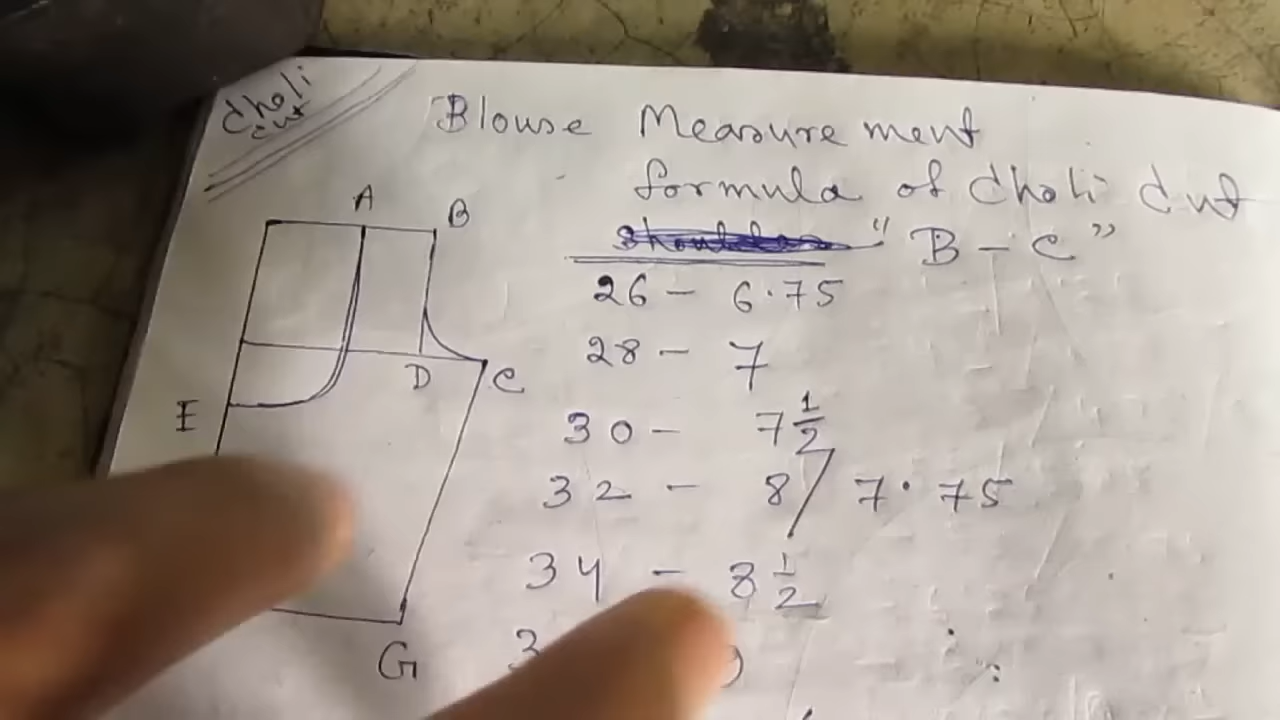 choli
cut
Blouse Measurement
formula of choli cut
"B - C"
26 - 6.75
28 - 7
30 - 7 1/2
32 - 8/7.75
34 - 8 1/2
A
B
D
C
E
G